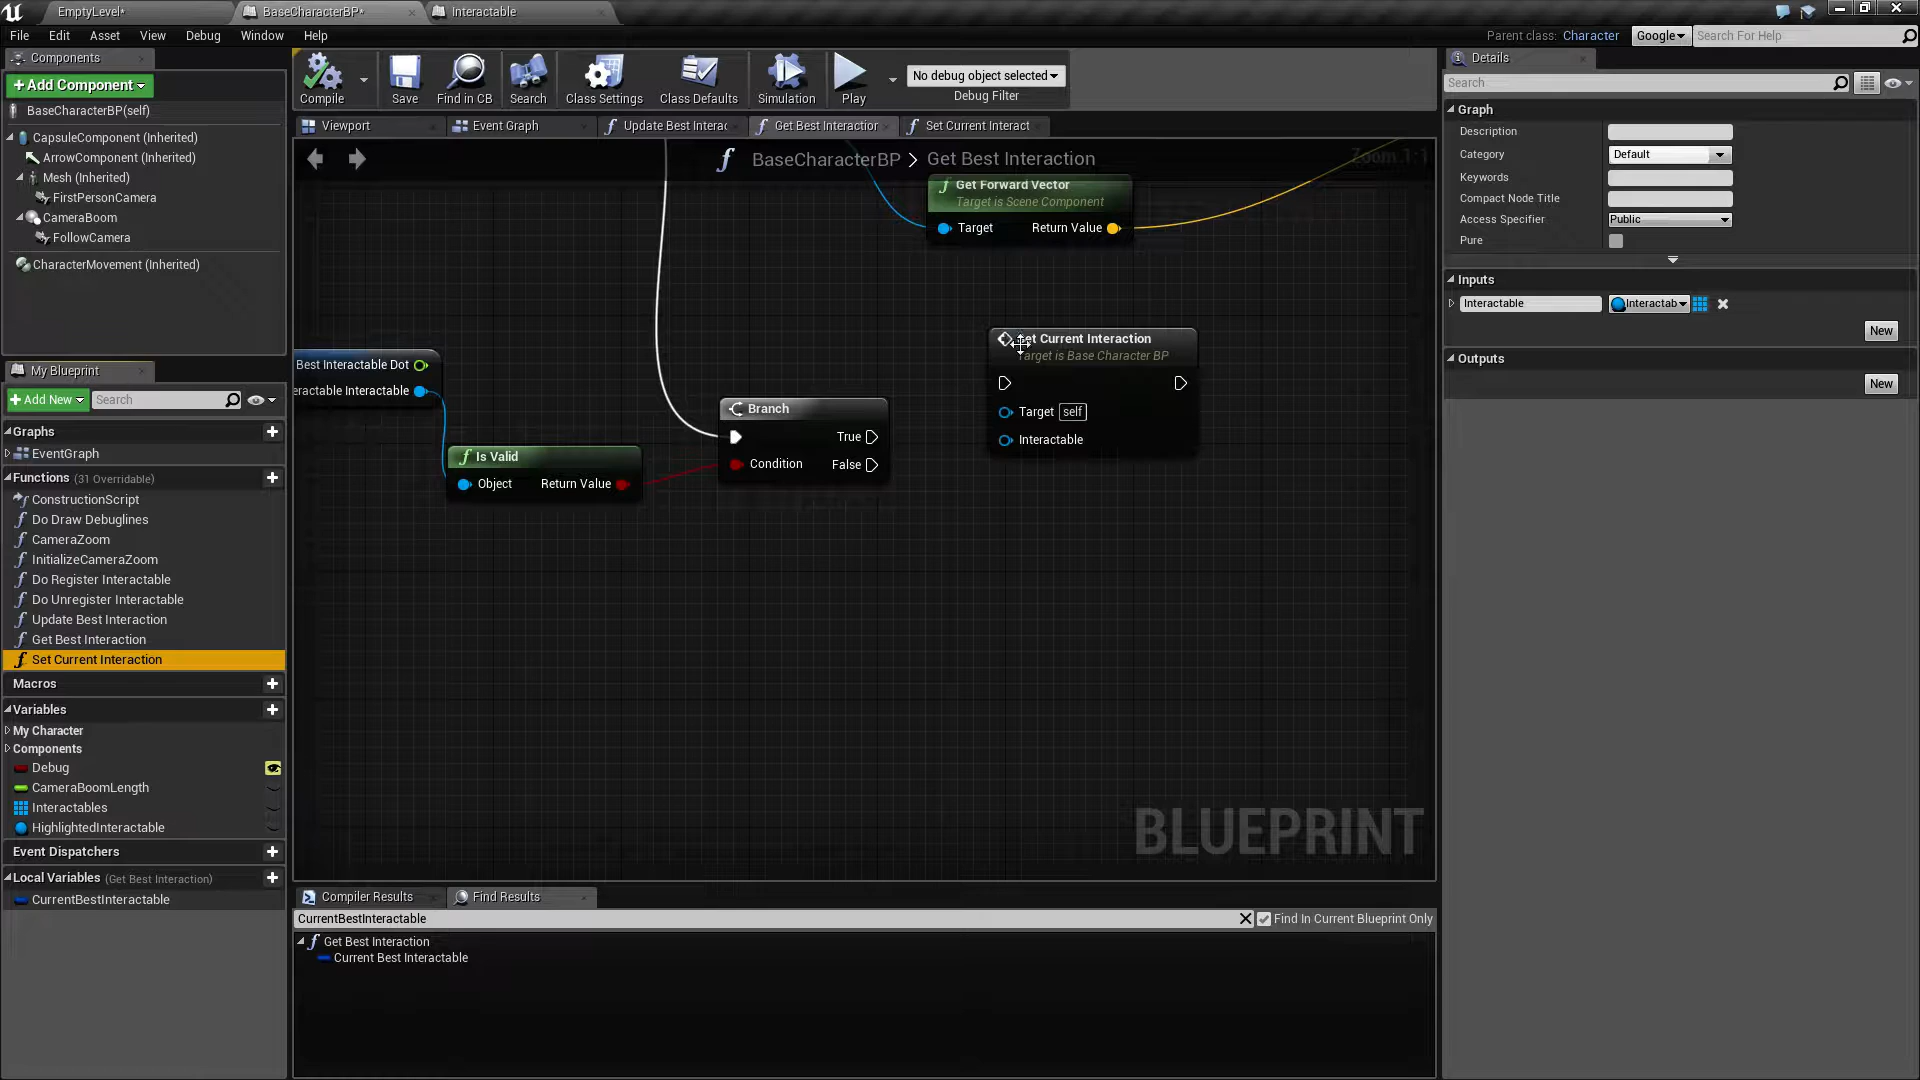 EmptyLevel*
BaseCharacterBP*
Interactable
File Edit Asset View Debug Window Help
Parent class: Character
Google
Search For Help
Components
+Add Component
BaseCharacterBP(self)
CapsuleComponent (Inherited)
ArrowComponent (Inherited)
Mesh (Inherited)
FirstPersonCamera
CameraBoom
FollowCamera
CharacterMovement (Inherited)
Compile
Save
Find in CB
Search
Class Settings
Class Defaults
Simulation
Play
No debug object selected
Debug Filter
Viewport
Event Graph
Update Best Interac
Get Best Interaction
Set Current Interact
BaseCharacterBP > Get Best Interaction
Zoom 1:1
Get Forward Vector
Target is Scene Component
Target Return Value
Best Interactable Dot
eractable Interactable
Is Valid
Object Return Value
Branch
True
Condition False
et Current Interaction
Target is Base Character BP
Target self
Interactable
BLUEPRINT
My Blueprint
+Add New
Search
Graphs
EventGraph
Functions (31 Overridable)
ConstructionScript
Do Draw Debuglines
CameraZoom
InitializeCameraZoom
Do Register Interactable
Do Unregister Interactable
Update Best Interaction
Get Best Interaction
Set Current Interaction
Macros
Variables
My Character
Components
Debug
CameraBoomLength
Interactables
HighlightedInteractable
Event Dispatchers
Local Variables (Get Best Interaction)
CurrentBestInteractable
Compiler Results
Find Results
CurrentBestInteractable
Find In Current Blueprint Only
Get Best Interaction
Current Best Interactable
Details
Search
Graph
Description
Category Default
Keywords
Compact Node Title
Access Specifier Public
Pure
Inputs
Interactable Interactab
New
Outputs
New